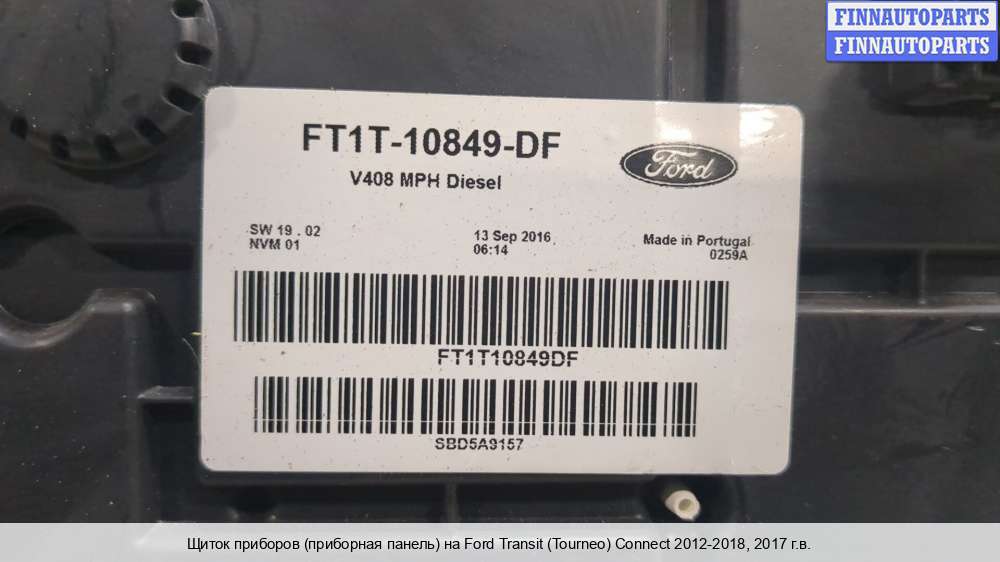 FINNAUTOPARTS
FINNAUTOPARTS
FT1T-10849-DF
Ford
V408 MPH Diesel
SW 19 . 02
NVM 01
13 Sep 2016
06:14
Made in Portugal
0259A
FT1T10849DF
SBD5A9157
Щиток приборов (приборная панель) на Ford Transit (Tourneo) Connect 2012-2018, 2017 г.в.